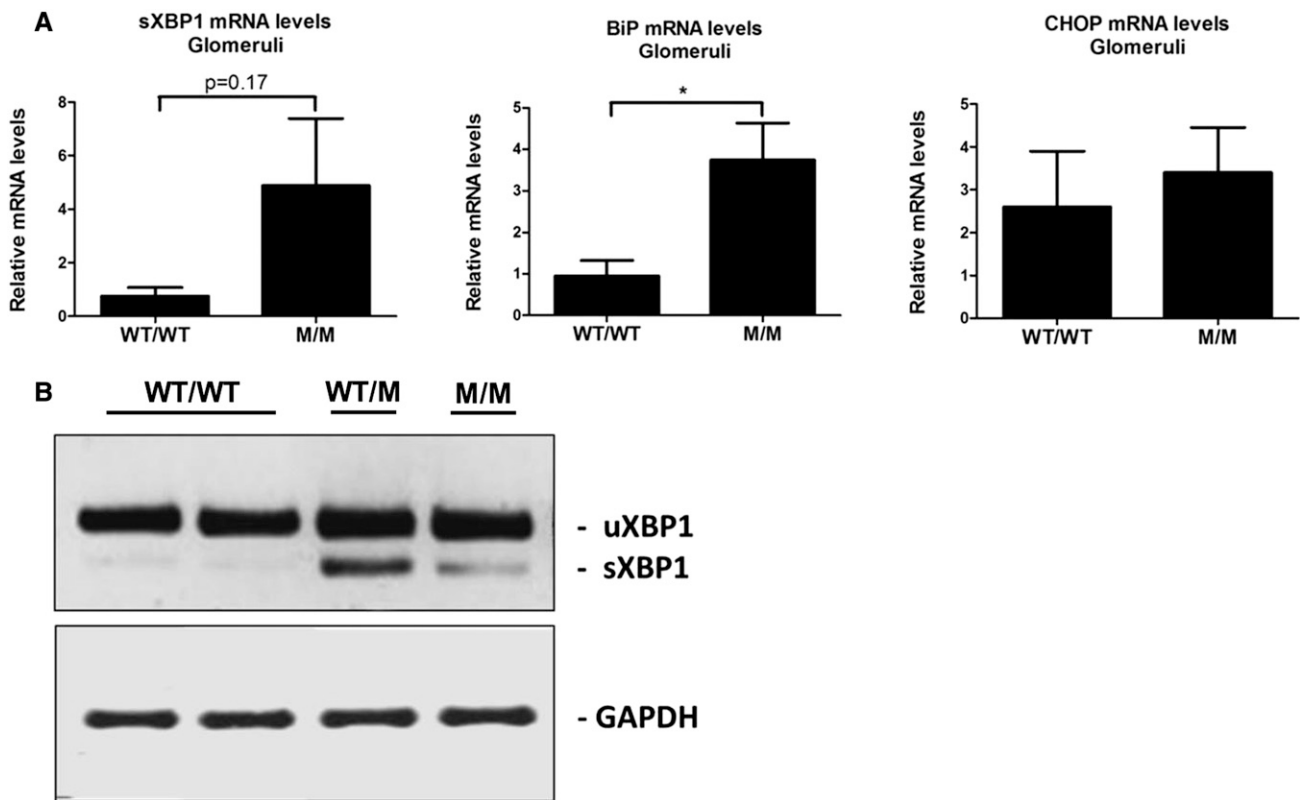 A
sXBP1 mRNA levels
Glomeruli
p=0.17
Relative mRNA levels
8
6
4
2
0
WT/WT M/M
BiP mRNA levels
Glomeruli
*
Relative mRNA levels
5
4
3
2
1
0
WT/WT M/M
CHOP mRNA levels
Glomeruli
Relative mRNA levels
5
4
3
2
1
0
WT/WT M/M
B
WT/WT WT/M M/M
- uXBP1
- sXBP1
- GAPDH